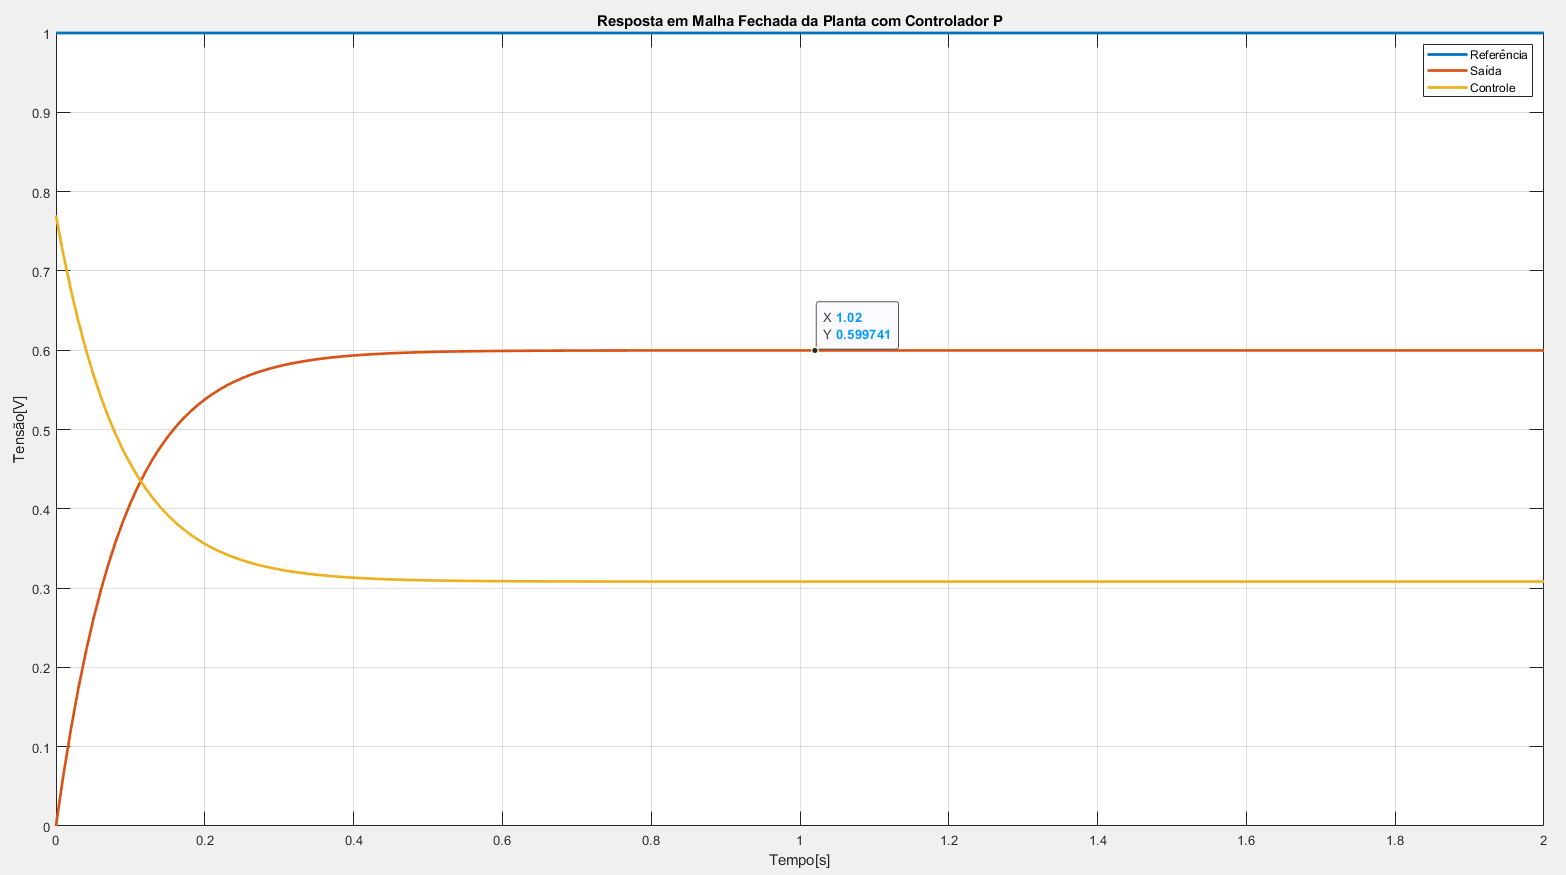 Resposta em Malha Fechada da Planta com Controlador P
Referência
Saída
Controle
1
0.9
0.8
0.7
0.6
0.5
0.4
0.3
0.2
0.1
0
Tensão[V]
X 1.02
Y 0.599741
0
0.2
0.4
0.6
0.8
1
1.2
1.4
1.6
1.8
2
Tempo[s]